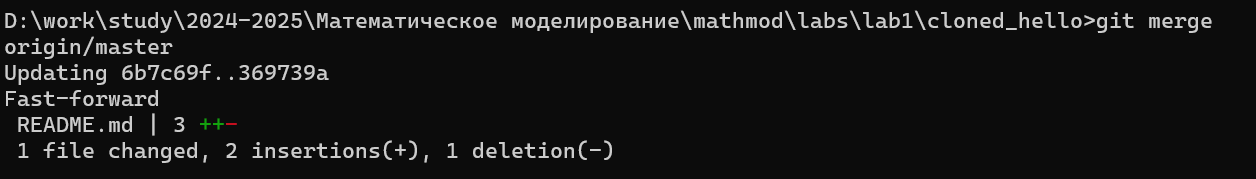 D:\work\study\2024-2025\Математическое моделирование\mathmod\labs\lab1\cloned_hello>git merge
origin/master
Updating 6b7c69f..369739a
Fast-forward
 README.md | 3 ++-
 1 file changed, 2 insertions(+), 1 deletion(-)